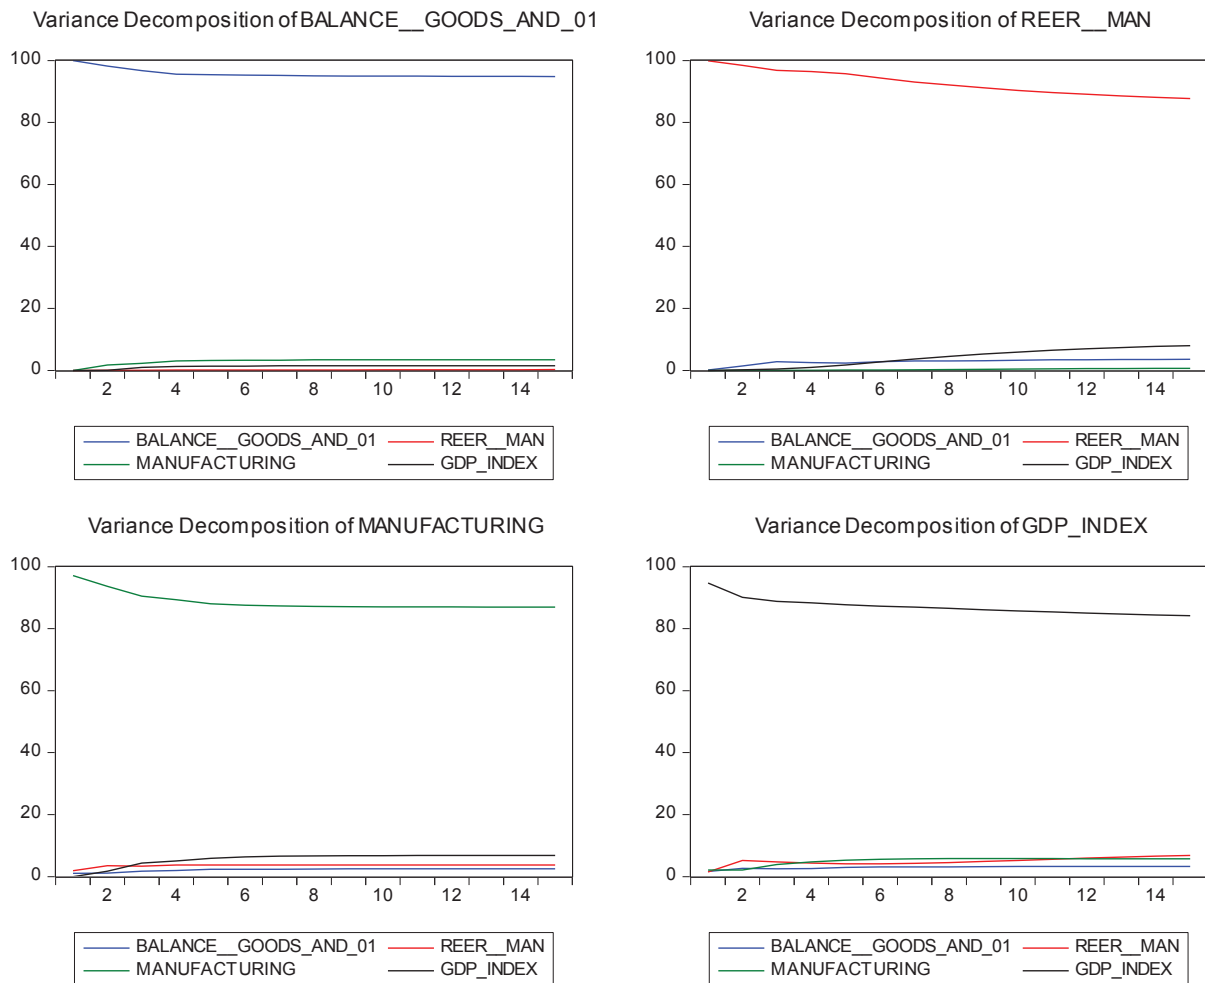 Variance Decomposition of BALANCE__GOODS_AND_01
100
80
60
40
20
0
2 4 6 8 10 12 14
BALANCE__GOODS_AND_01 REER__MAN
MANUFACTURING GDP_INDEX
Variance Decomposition of REER__MAN
100
80
60
40
20
0
2 4 6 8 10 12 14
BALANCE__GOODS_AND_01 REER__MAN
MANUFACTURING GDP_INDEX
Variance Decomposition of MANUFACTURING
100
80
60
40
20
0
2 4 6 8 10 12 14
BALANCE__GOODS_AND_01 REER__MAN
MANUFACTURING GDP_INDEX
Variance Decomposition of GDP_INDEX
100
80
60
40
20
0
2 4 6 8 10 12 14
BALANCE__GOODS_AND_01 REER__MAN
MANUFACTURING GDP_INDEX